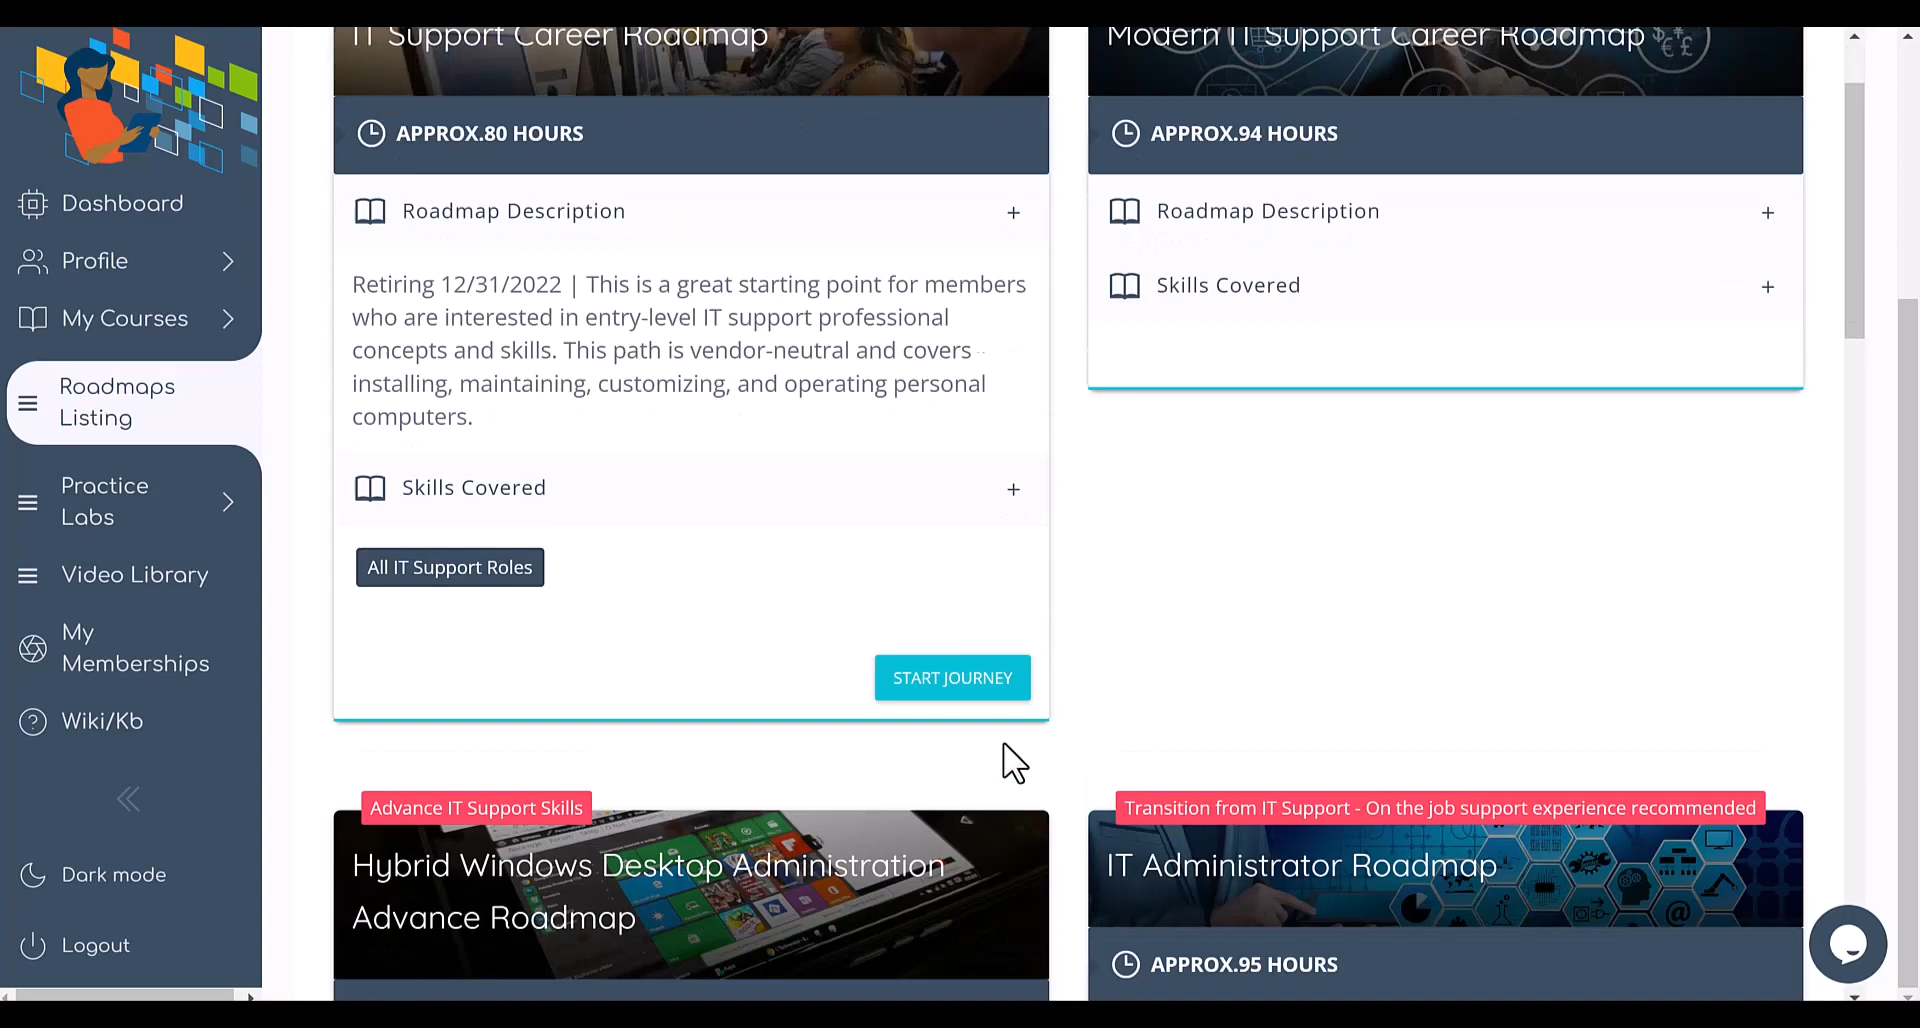 Dashboard
Profile
My Courses
Roadmaps
Listing
Practice
Labs
Video Library
My
Memberships
Wiki/Kb
Dark mode
Logout
IT Support Career Roadmap
APPROX.80 HOURS
Roadmap Description
+
Retiring 12/31/2022 | This is a great starting point for members
who are interested in entry-level IT support professional
concepts and skills. This path is vendor-neutral and covers
installing, maintaining, customizing, and operating personal
computers.
Skills Covered
+
All IT Support Roles
START JOURNEY
Modern IT Support Career Roadmap
APPROX.94 HOURS
Roadmap Description
+
Skills Covered
+
Advance IT Support Skills
Hybrid Windows Desktop Administration
Advance Roadmap
Transition from IT Support - On the job support experience recommended
IT Administrator Roadmap
APPROX.95 HOURS